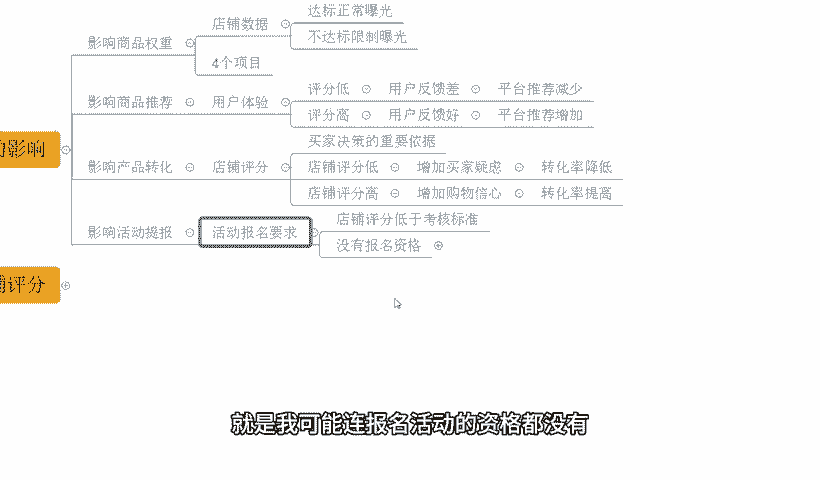 达标正常曝光
店铺数据
不达标限制曝光
影响商品权重
4个项目
评分低 用户反馈差 平台推荐减少
影响商品推荐 用户体验
评分高 用户反馈好 平台推荐增加
买家决策的重要依据
的影响
影响产品转化 店铺评分
店铺评分低 增加买家疑虑 转化率降低
店铺评分高 增加购物信心 转化率提高
店铺评分低于考核标准
影响活动提报 活动报名要求
没有报名资格
铺评分
就是我可能连报名活动的资格都没有